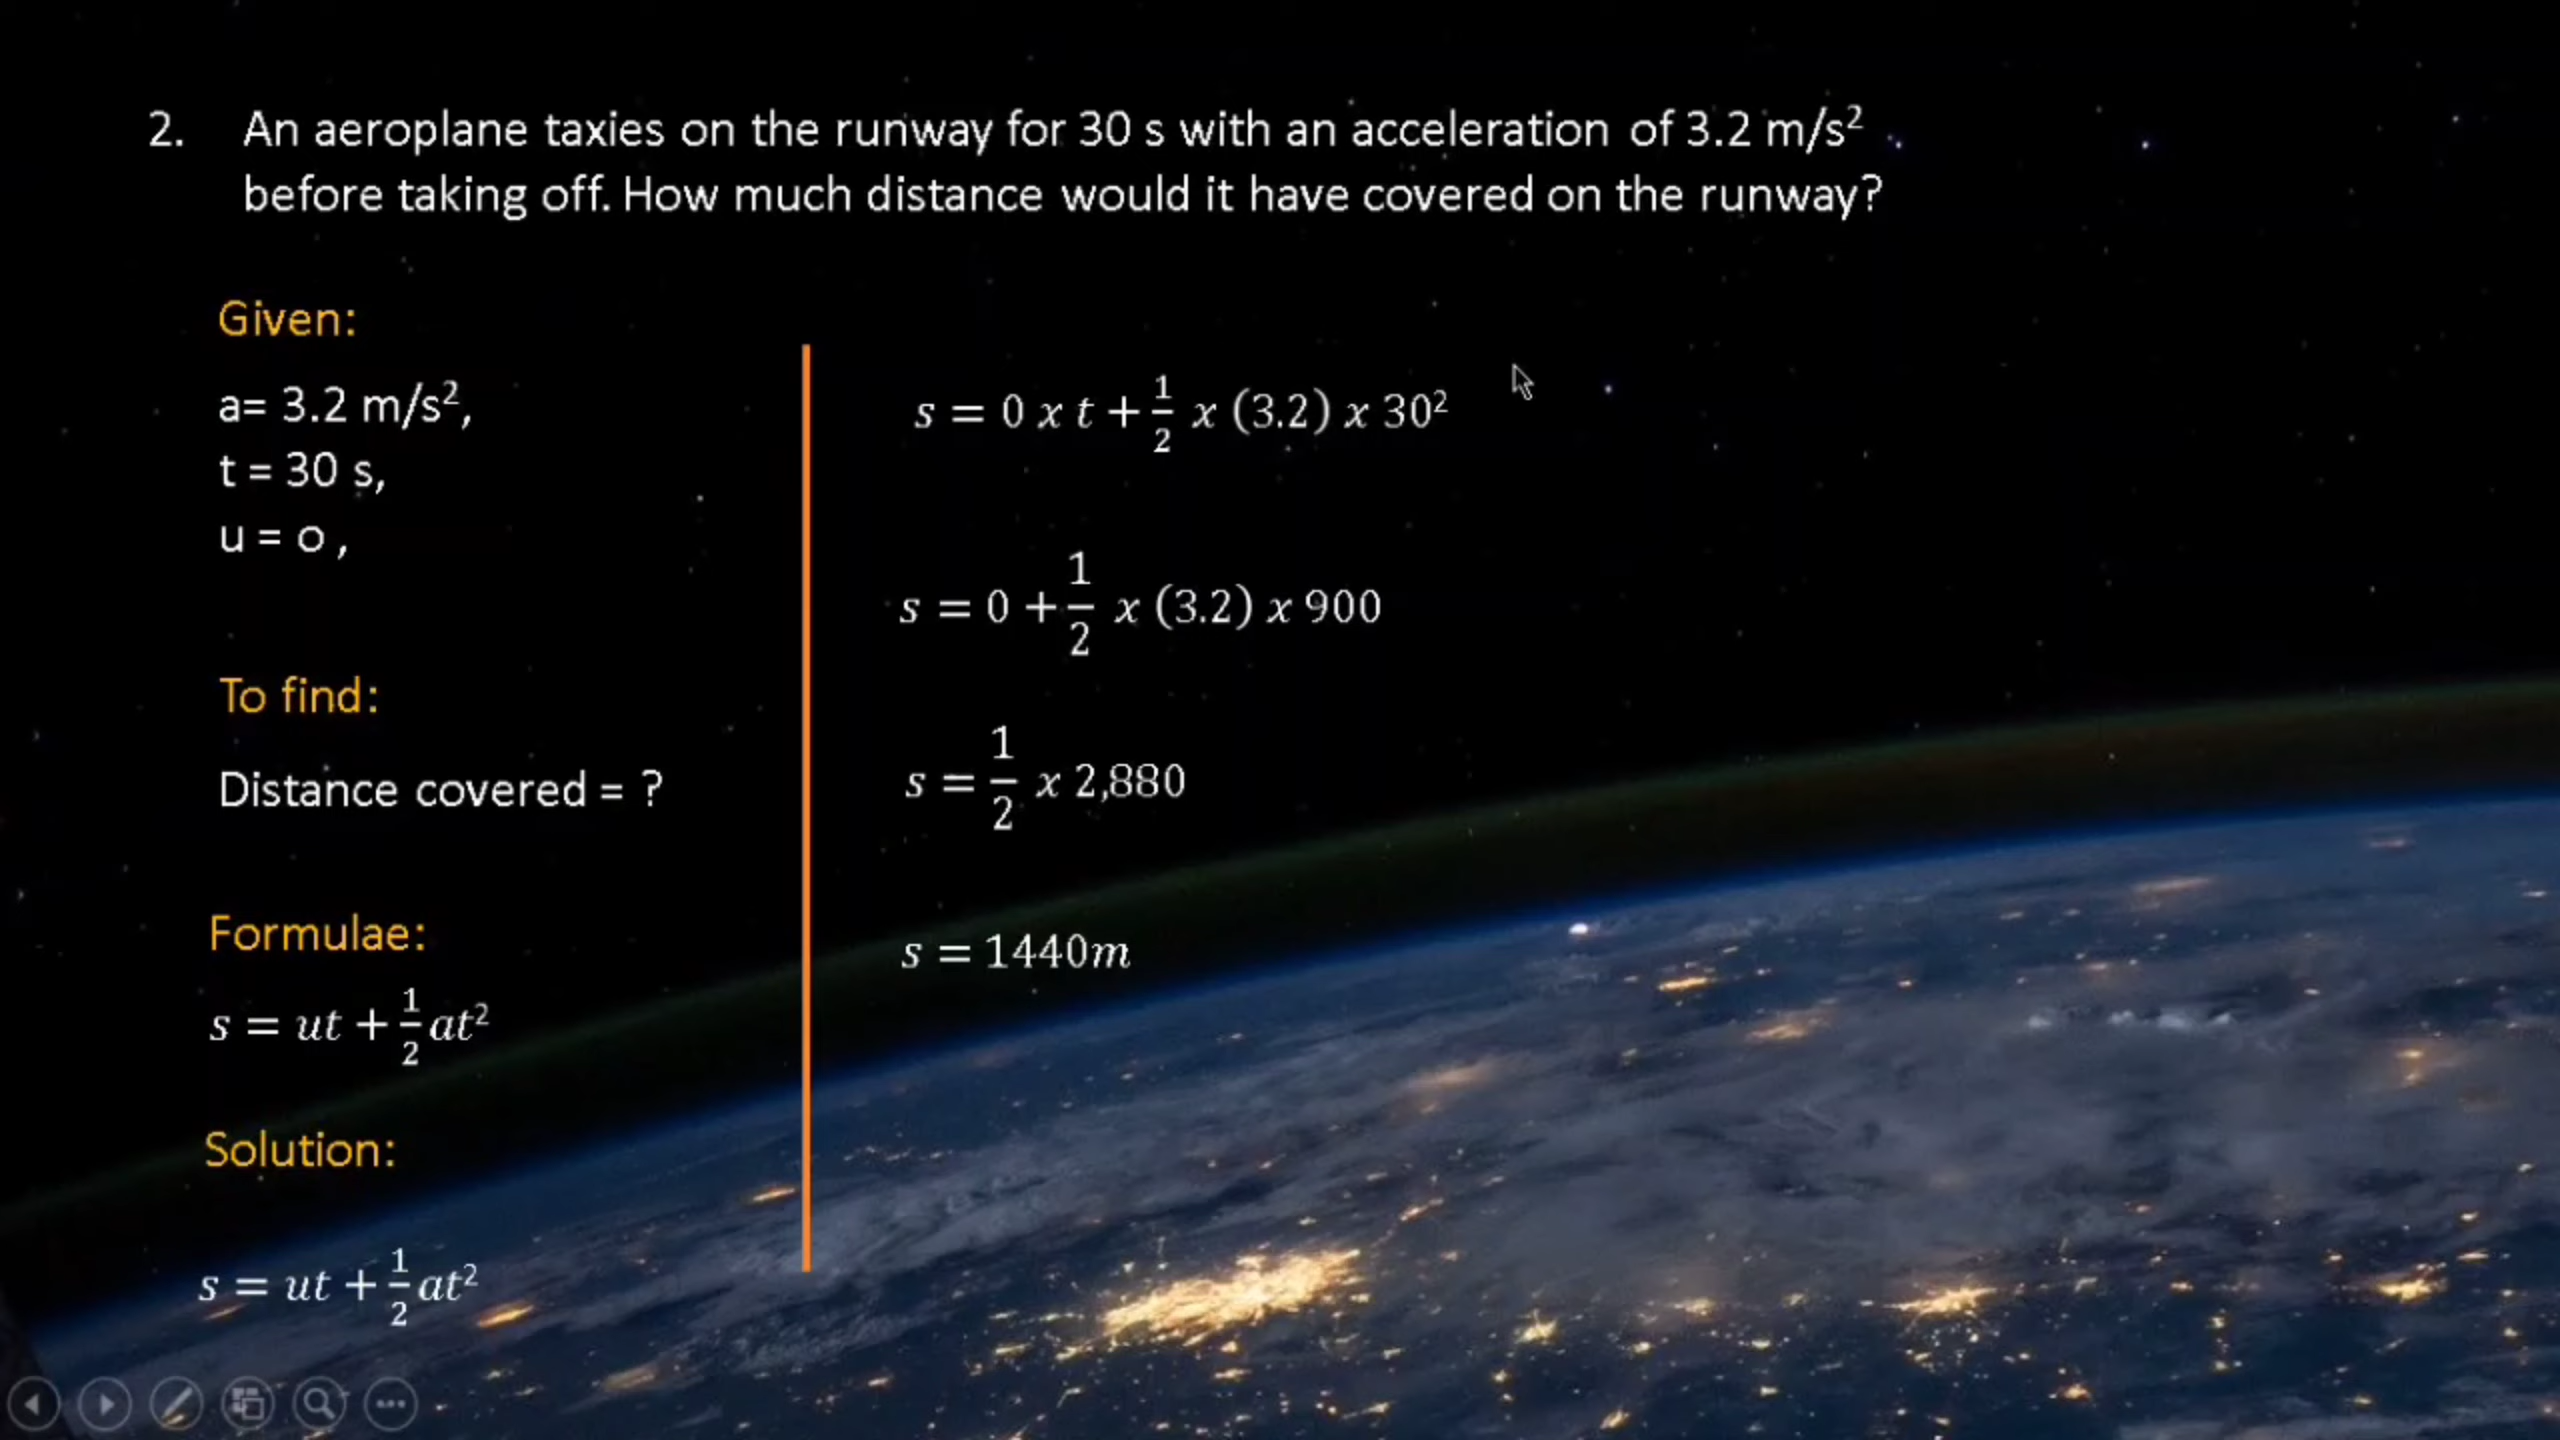 2. An aeroplane taxies on the runway for 30 s with an acceleration of 3.2 m/s²
before taking off. How much distance would it have covered on the runway?
Given:
a= 3.2 m/s²,
t = 30 s,
u = o ,
To find:
Distance covered = ?
Formulae:
s = ut + 1/2 at²
Solution:
s = ut + 1/2 at²
s = 0 x t + 1/2 x (3.2) x 30²
s = 0 + 1/2 x (3.2) x 900
s = 1/2 x 2,880
s = 1440m